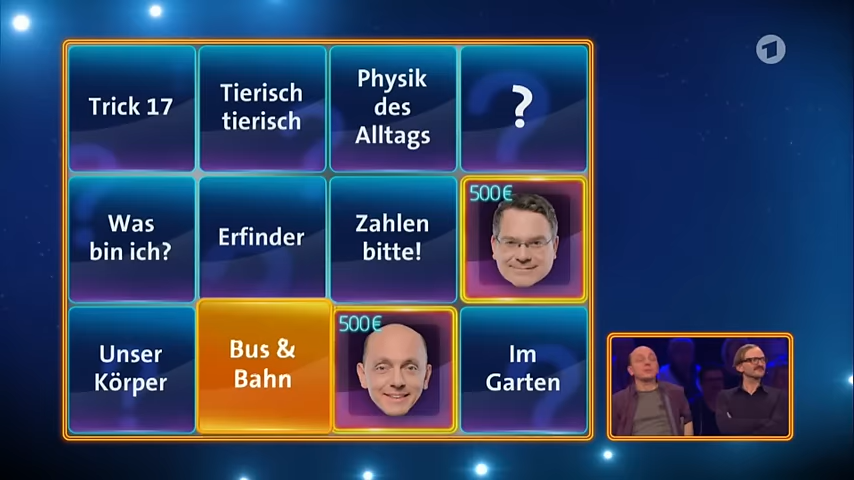 Trick 17
Tierisch
tierisch
Physik
des
Alltags
?
Was
bin ich?
Erfinder
Zahlen
bitte!
500€
Unser
Körper
Bus &
Bahn
500€
Im
Garten
1